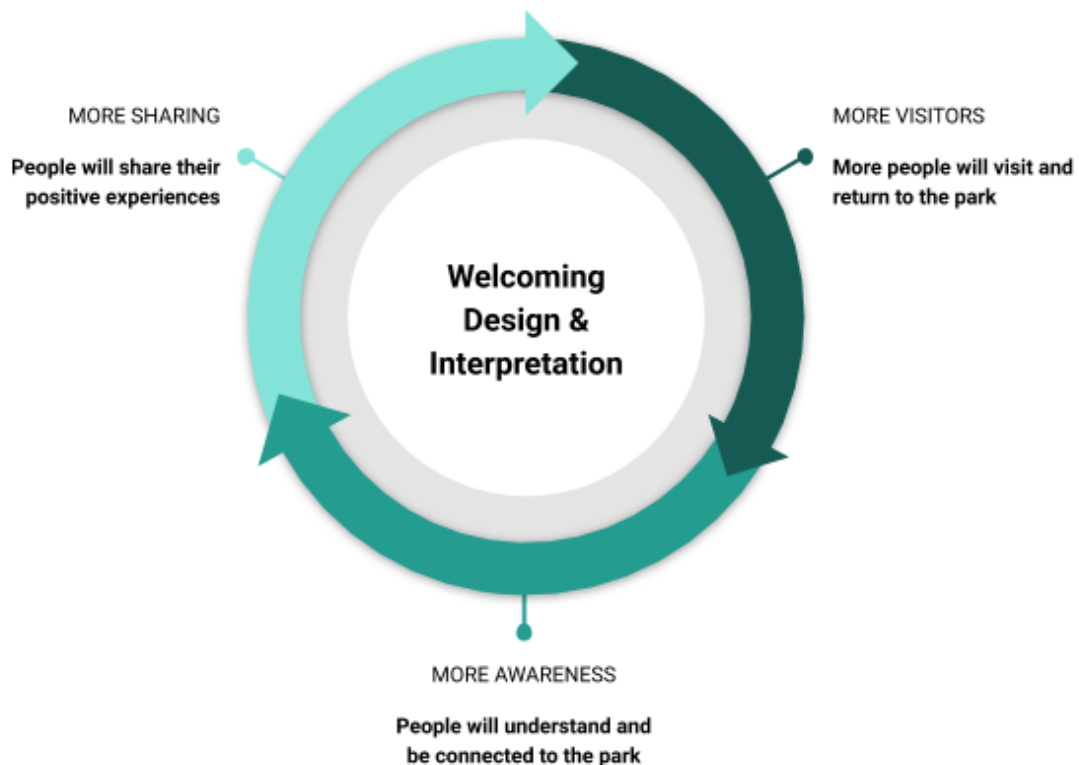 MORE SHARING
People will share their
positive experiences
MORE VISITORS
More people will visit and
return to the park
Welcoming
Design &
Interpretation
MORE AWARENESS
People will understand and
be connected to the park